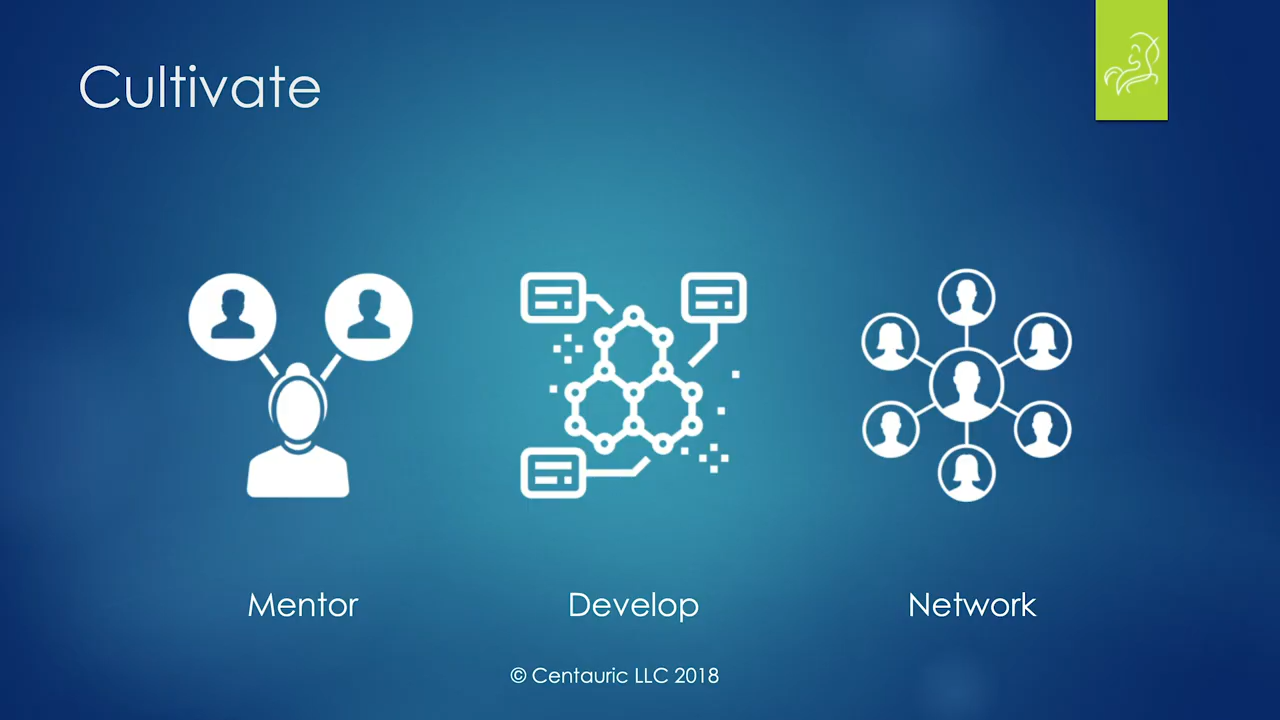 Cultivate
Mentor
Develop
Network
© Centauric LLC 2018